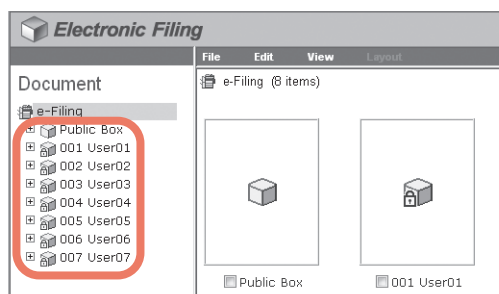 Electronic Filing
File Edit View Layout
Document
e-Filing (8 items)
e-Filing
Public Box
001 User01
002 User02
003 User03
004 User04
005 User05
006 User06
007 User07
Public Box
001 User01